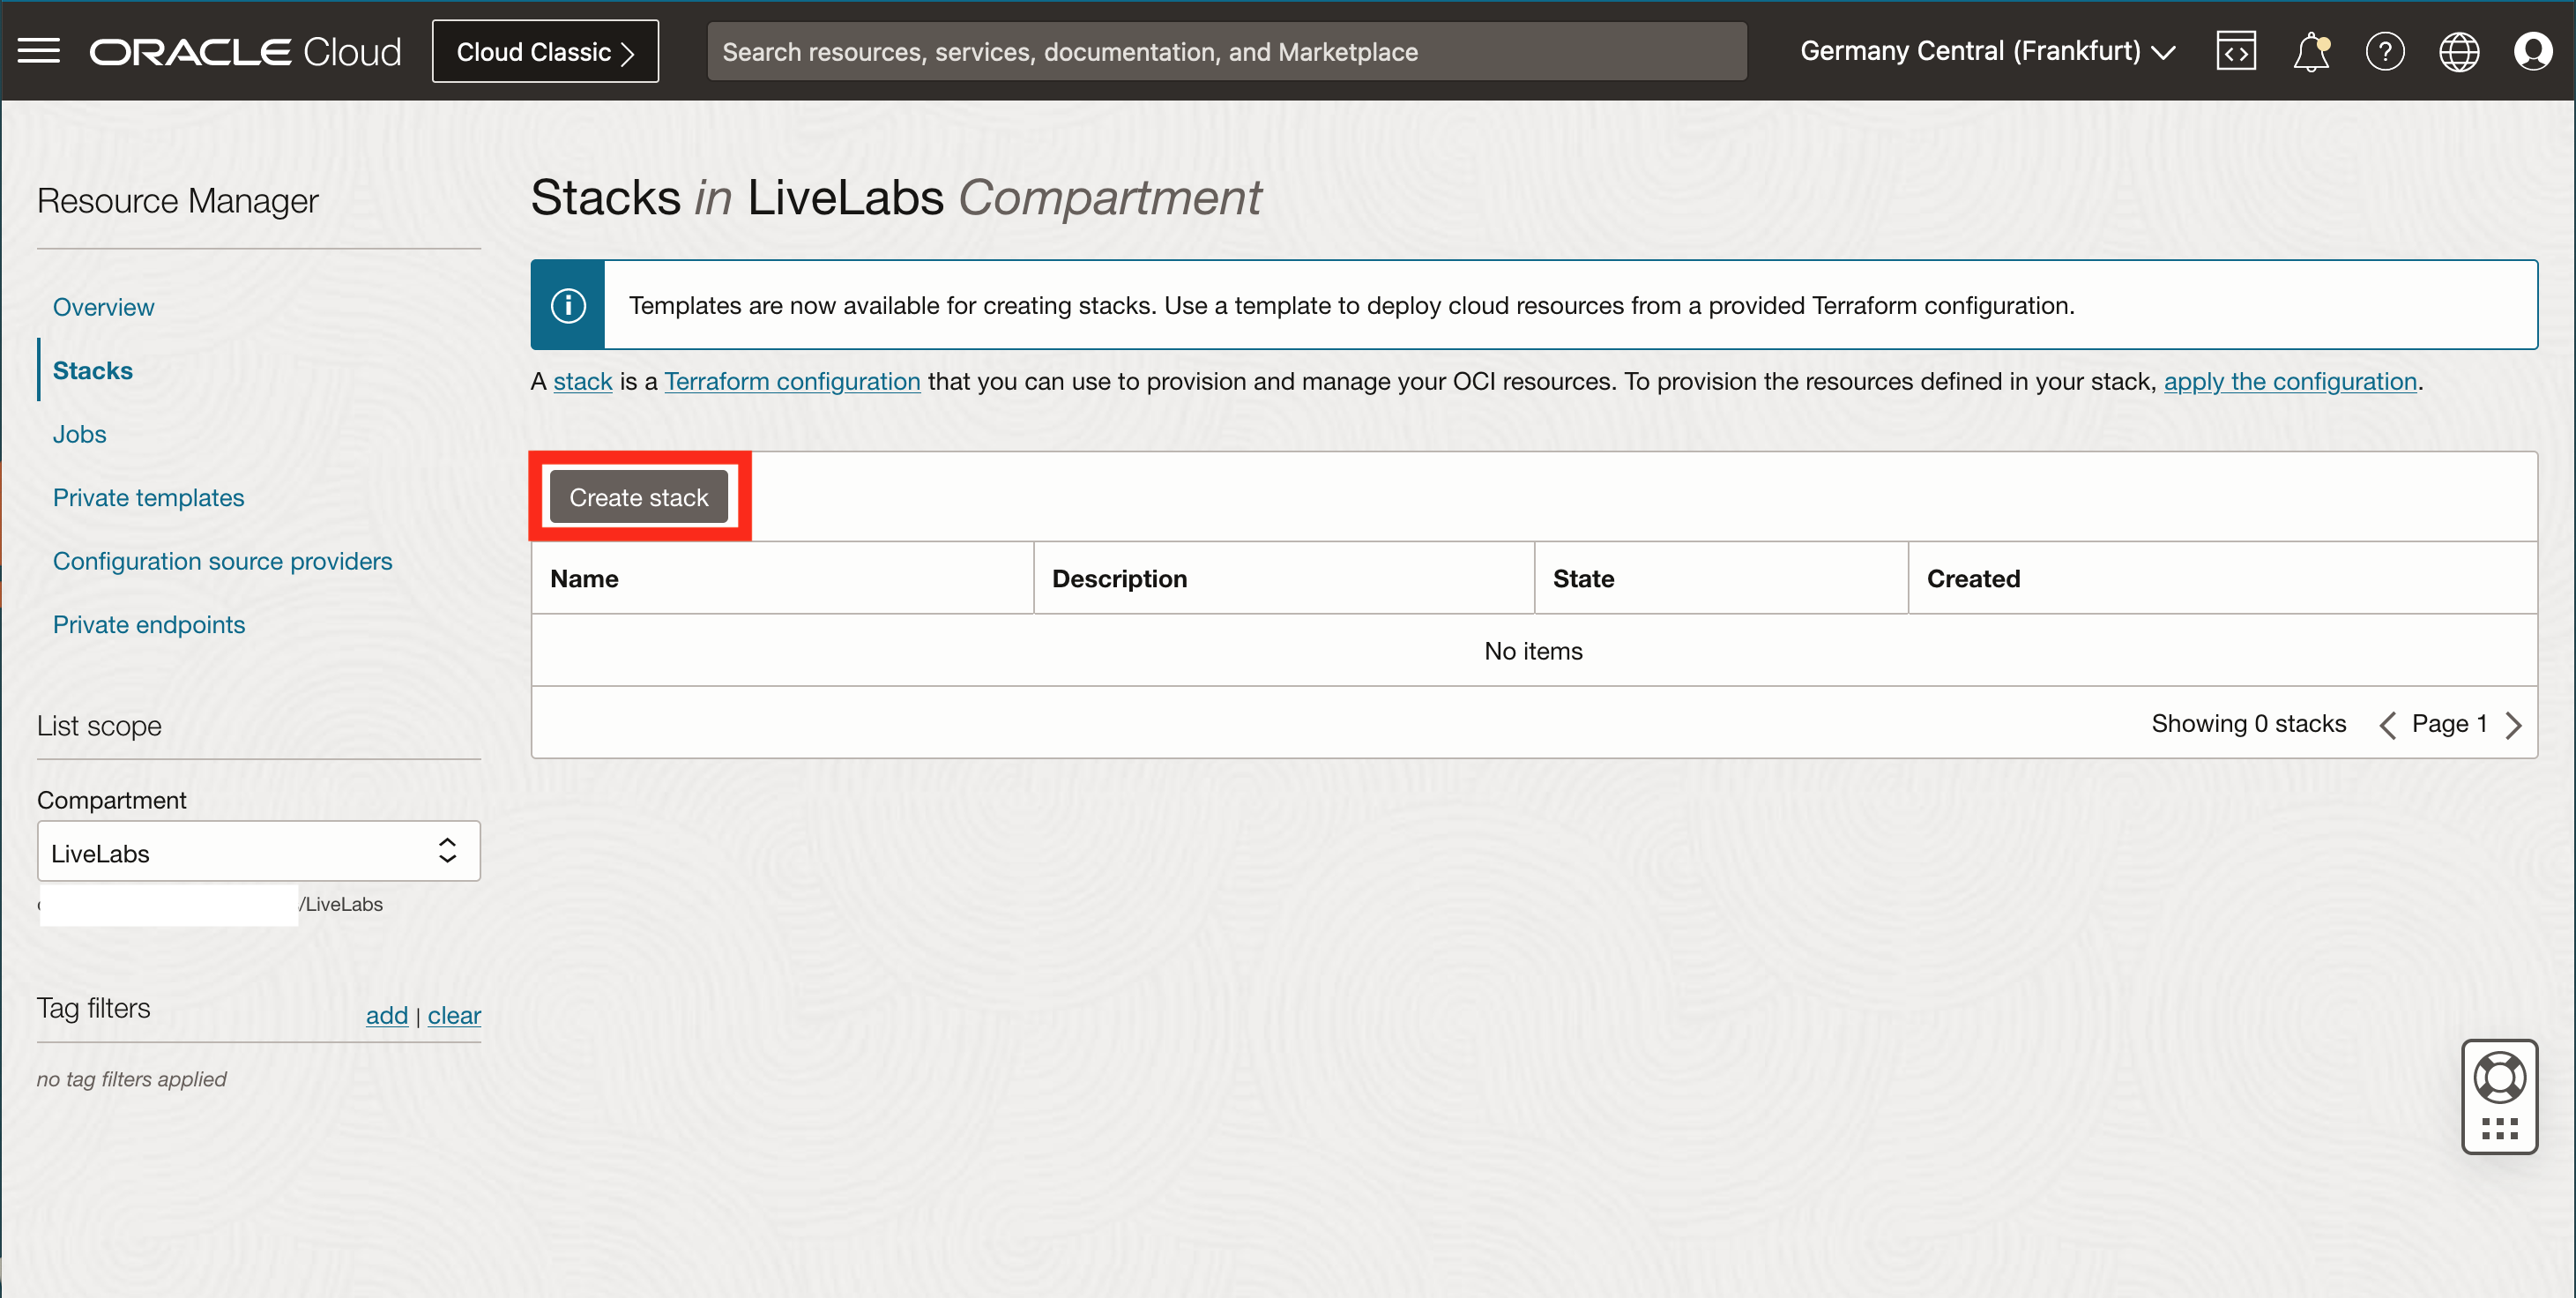 ORACLE Cloud
Cloud Classic
Search resources, services, documentation, and Marketplace
Germany Central (Frankfurt)
Resource Manager
Overview
Stacks
Jobs
Private templates
Configuration source providers
Private endpoints
List scope
Compartment
LiveLabs
/LiveLabs
Tag filters
add | clear
no tag filters applied
Stacks in LiveLabs Compartment
Templates are now available for creating stacks. Use a template to deploy cloud resources from a provided Terraform configuration.
A stack is a Terraform configuration that you can use to provision and manage your OCI resources. To provision the resources defined in your stack, apply the configuration.
Create stack
Name Description State Created
No items
Showing 0 stacks Page 1